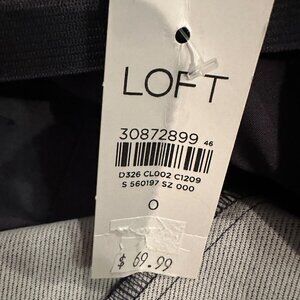 LOFT
30872899 46
D326 CL002 C1209
S 560197 SZ 000
0
$ 69.99